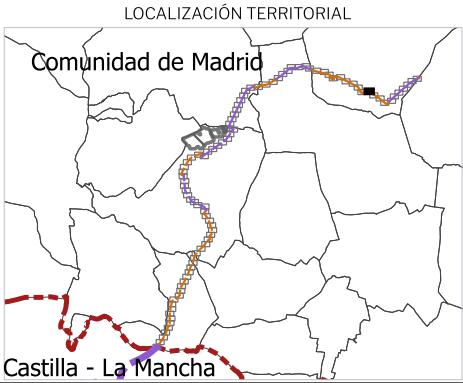 LOCALIZACIÓN TERRITORIAL
Comunidad de Madrid
Castilla - La Mancha